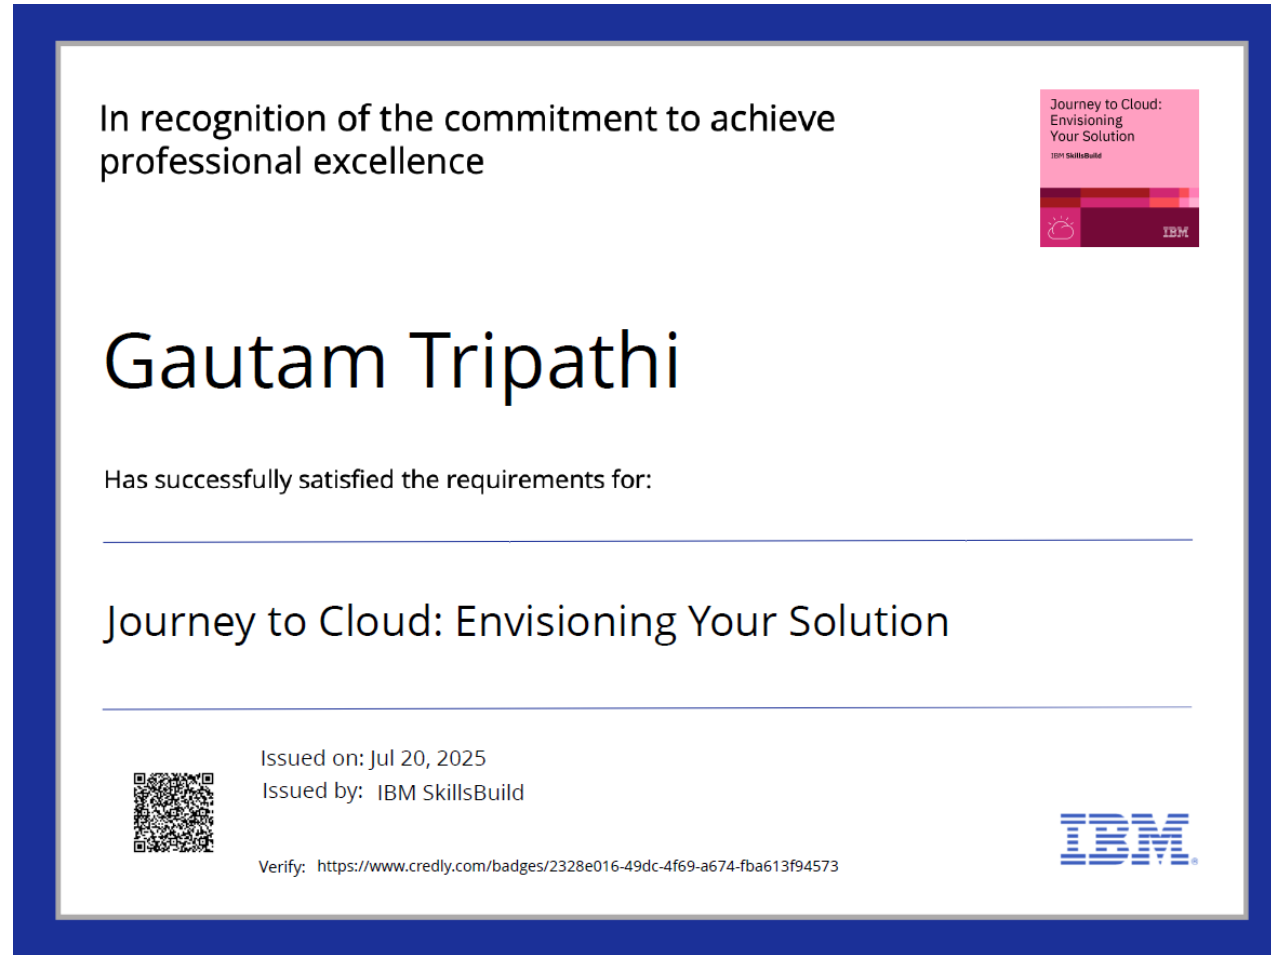 In recognition of the commitment to achieve
professional excellence
Journey to Cloud:
Envisioning
Your Solution
IBM SkillsBuild
IBM
Gautam Tripathi
Has successfully satisfied the requirements for:
Journey to Cloud: Envisioning Your Solution
Issued on: Jul 20, 2025
Issued by: IBM SkillsBuild
Verify: https://www.credly.com/badges/2328e016-49dc-4f69-a674-fba613f94573
IBM®